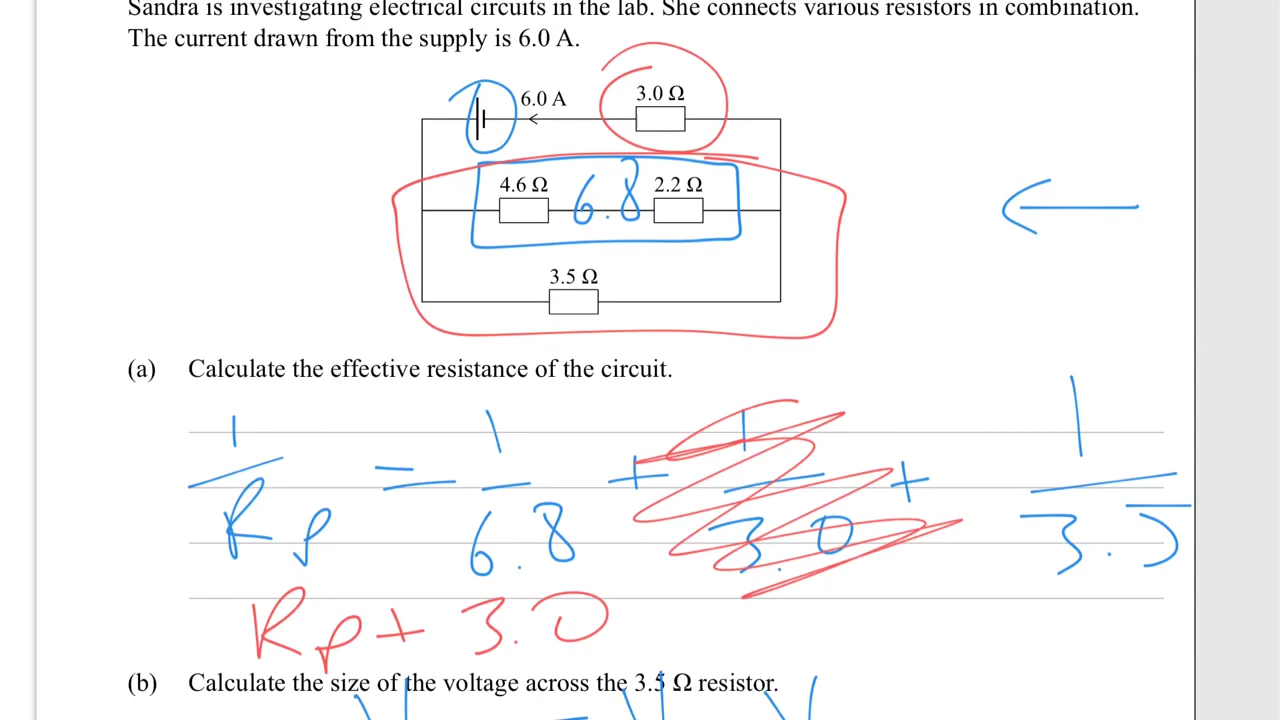 Sandra is investigating electrical circuits in the lab. She connects various resistors in combination.
The current drawn from the supply is 6.0 A.
6.0 A
3.0 Ω
4.6 Ω
6.8
2.2 Ω
3.5 Ω
(a) Calculate the effective resistance of the circuit.
1/Rp = 1/6.8 + 1/3.0 + 1/3.5
Rp + 3.0
(b) Calculate the size of the voltage across the 3.5 Ω resistor.